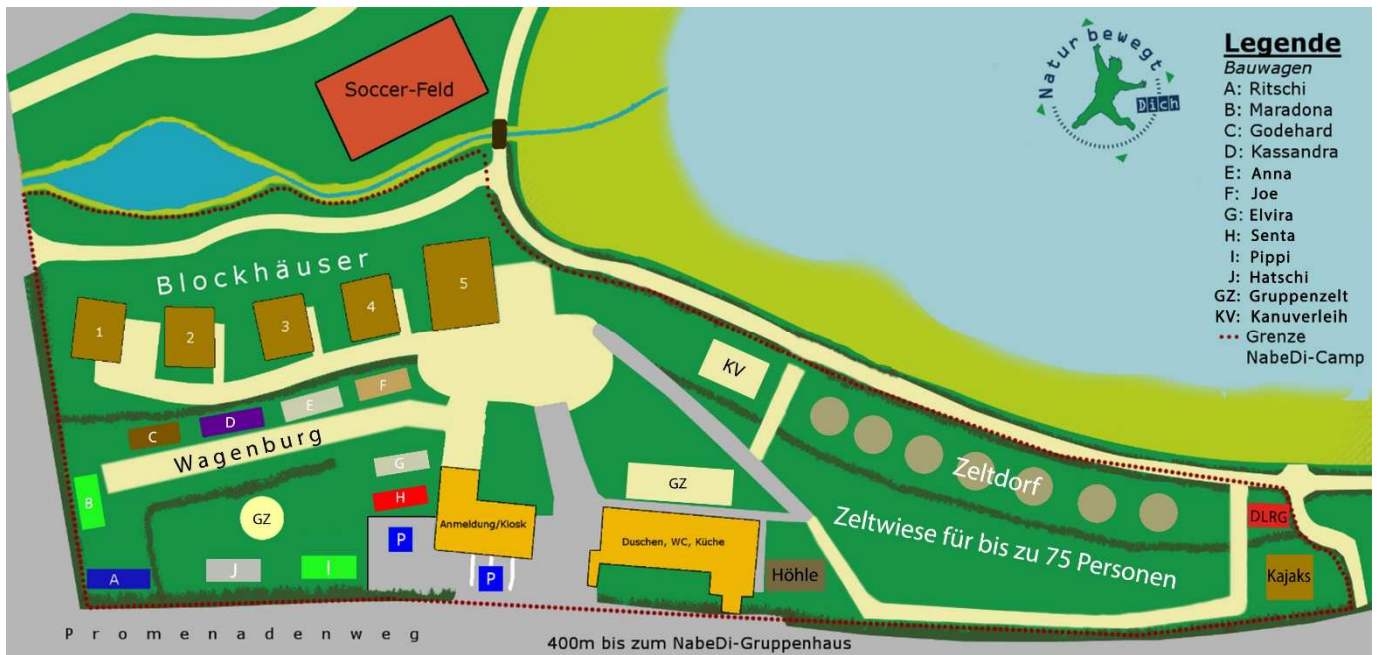 Natur bewegt
Dich
Legende
Bauwagen
A: Ritschi
B: Maradona
C: Godehard
D: Kassandra
E: Anna
F: Joe
G: Elvira
H: Senta
I: Pippi
J: Hatschi
GZ: Gruppenzelt
KV: Kanuverleih
Grenze
NabeDi-Camp
Soccer-Feld
Blockhäuser
1
2
3
4
5
KV
F
E
D
C
Wagenburg
B
G
H
GZ
GZ
Anmeldung/Kiosk
Duschen, WC, Küche
P
P
A
J
I
Höhle
Zeltdorf
Zeltwiese für bis zu 75 Personen
DLRG
Kajaks
Promenadenweg
400m bis zum NabeDi-Gruppenhaus